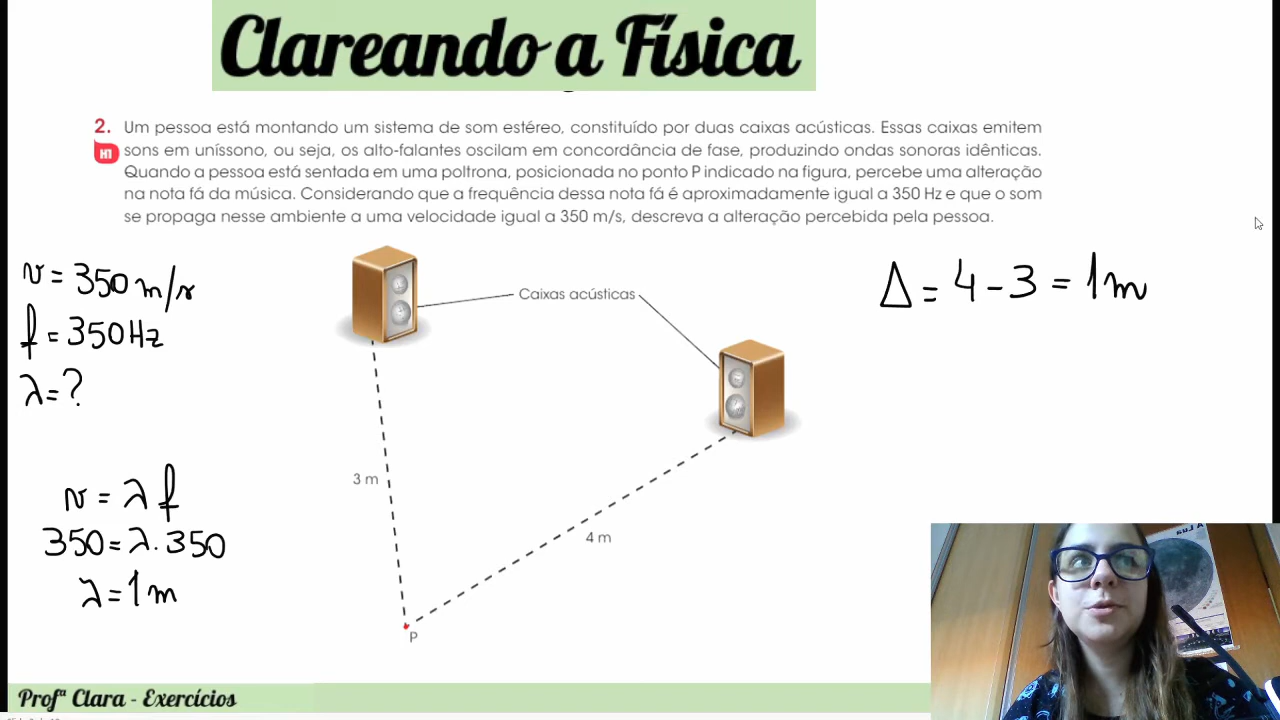 Clareando a Física
2. Um pessoa está montando um sistema de som estéreo, constituído por duas caixas acústicas. Essas caixas emitem
H1 sons em uníssono, ou seja, os alto-falantes oscilam em concordância de fase, produzindo ondas sonoras idênticas.
Quando a pessoa está sentada em uma poltrona, posicionada no ponto P indicado na figura, percebe uma alteração
na nota fá da música. Considerando que a frequência dessa nota fá é aproximadamente igual a 350 Hz e que o som
se propaga nesse ambiente a uma velocidade igual a 350 m/s, descreva a alteração percebida pela pessoa.
v = 350 m/s
f = 350 Hz
λ = ?
v = λ f
350 = λ . 350
λ = 1 m
Caixas acústicas
3 m
4 m
P
Δ = 4 - 3 = 1 m
A Lua
Profª Clara - Exercícios